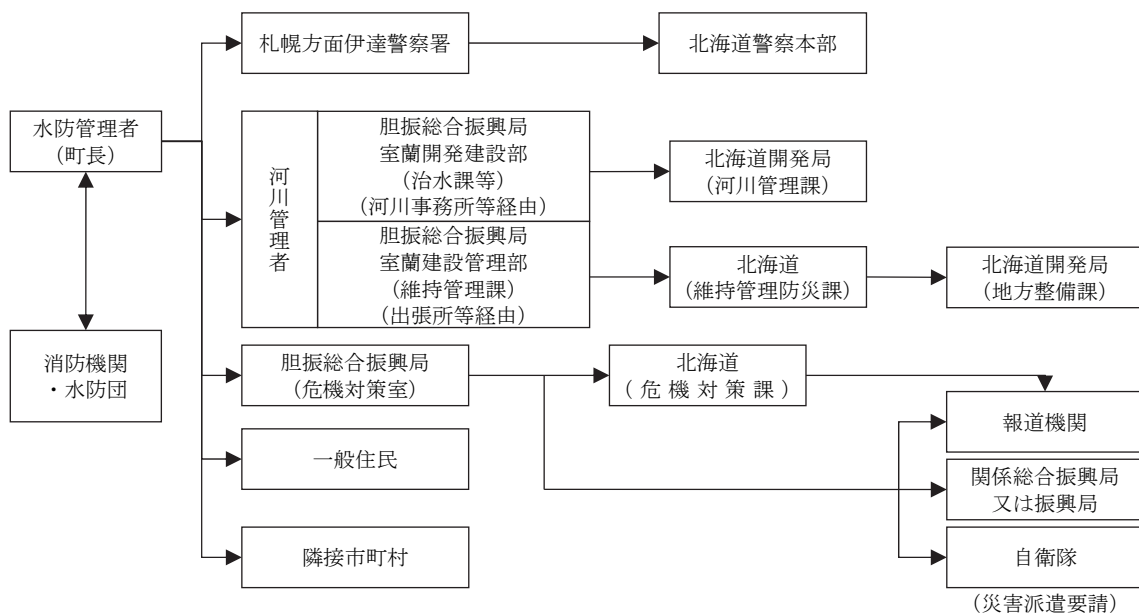 札幌方面伊達警察署
北海道警察本部
水防管理者
(町長)
河川管理者
胆振総合振興局
室蘭開発建設部
(治水課等)
(河川事務所等経由)
北海道開発局
(河川管理課)
胆振総合振興局
室蘭建設管理部
(維持管理課)
(出張所等経由)
北海道
(維持管理防災課)
北海道開発局
(地方整備課)
消防機関
・水防団
胆振総合振興局
(危機対策室)
北海道
(危機対策課)
報道機関
一般住民
関係総合振興局
又は振興局
隣接市町村
自衛隊
(災害派遣要請)